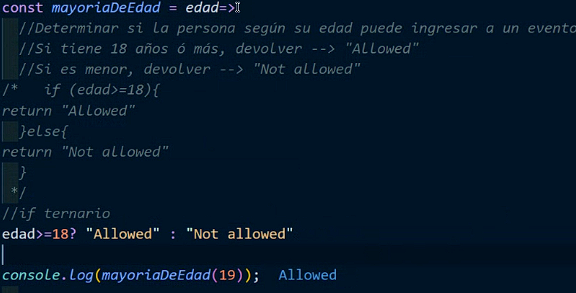 const mayoriaDeEdad = edad=>
//Determinar si la persona según su edad puede ingresar a un evento
//Si tiene 18 años ó más, devolver --> "Allowed"
//Si es menor, devolver --> "Not allowed"
/*   if (edad>=18){
return "Allowed"
}else{
return "Not allowed"
}
*/
//if ternario
edad>=18? "Allowed" : "Not allowed"
console.log(mayoriaDeEdad(19));  Allowed